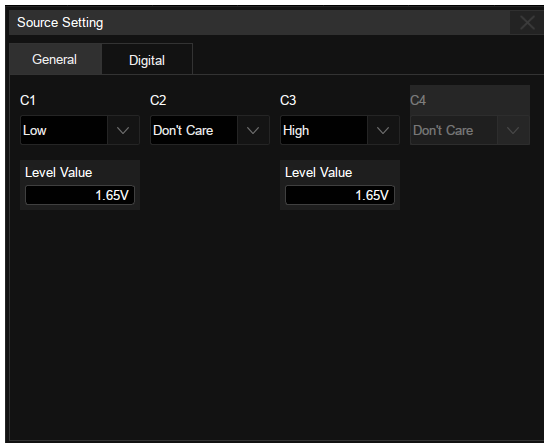 Source Setting
General Digital
C1 C2 C3 C4
Low Don't Care High Don't Care
Level Value Level Value
1.65V 1.65V